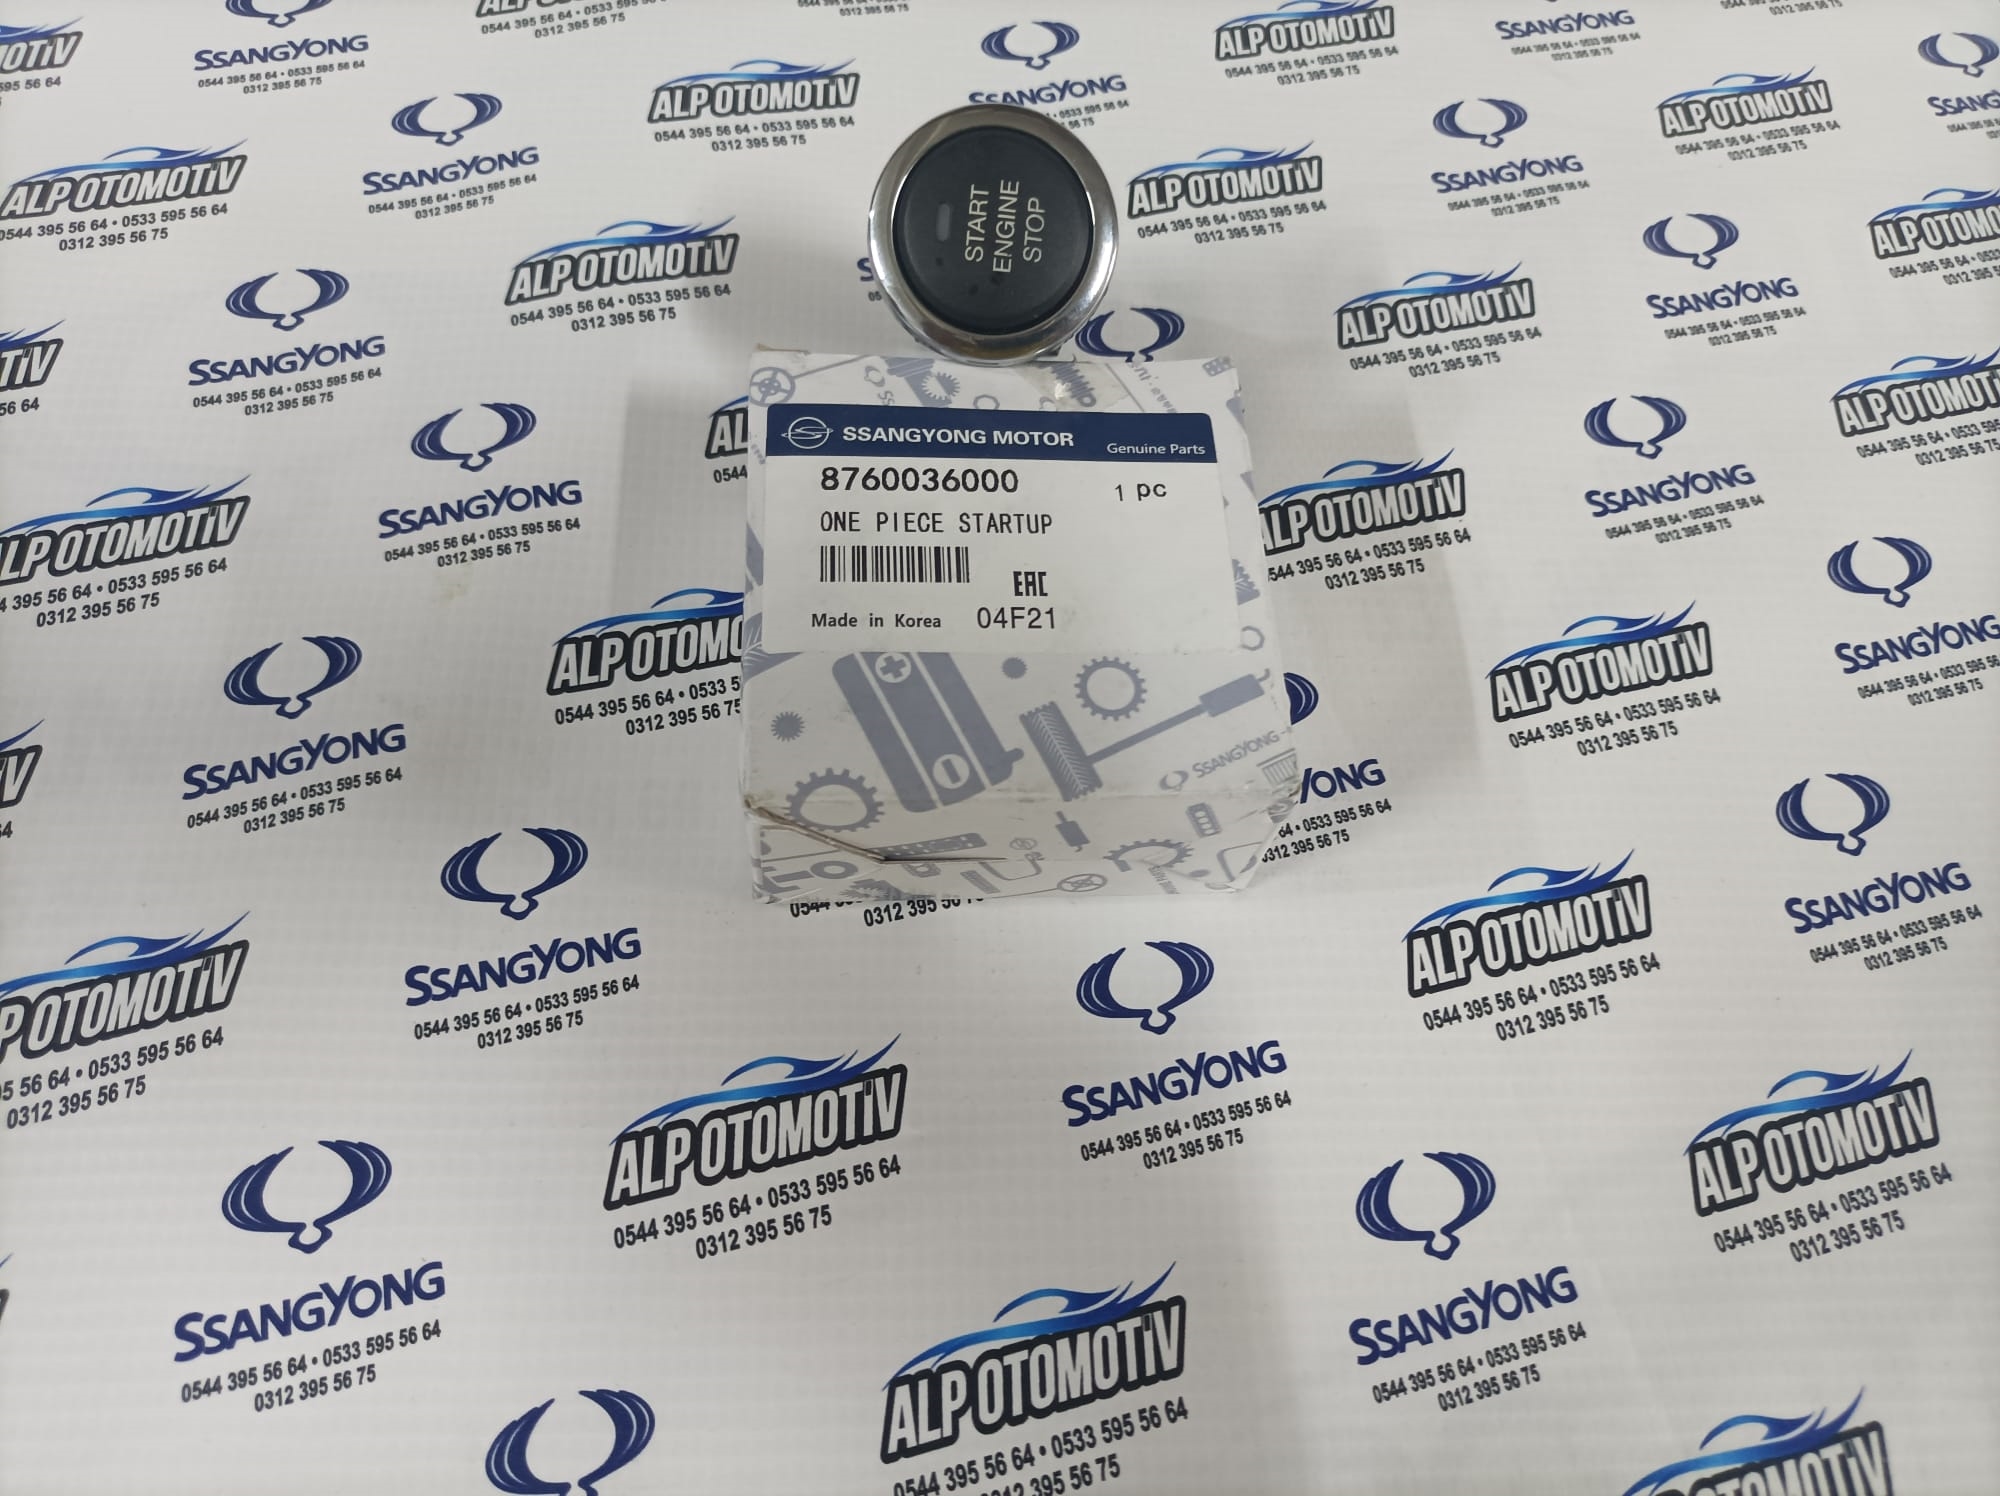 START
ENGINE
STOP
SSANGYONG MOTOR
Genuine Parts
8760036000
1 pc
ONE PIECE STARTUP
EAC
Made in Korea 04F21
SSANGYONG
ALP OTOMOTİV
0544 395 56 64 • 0533 595 56 64
0312 395 56 75
SSANGYONG
0544 395 56 64 • 0533 595 56 64
0312 395 56 75